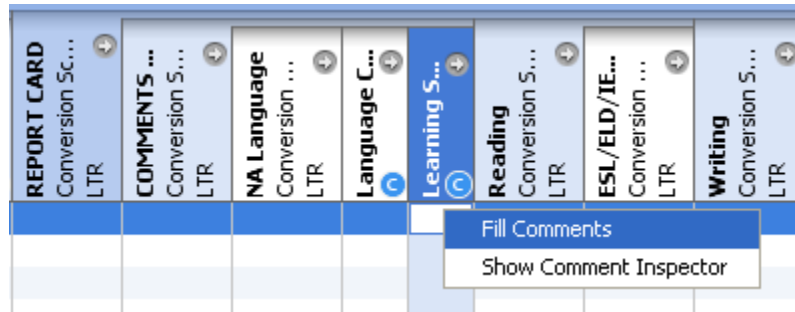 REPORT CARD
Conversion Sc...
LTR
COMMENTS ...
Conversion S...
LTR
NA Language
Conversion ...
LTR
Language C...
C
Learning S...
C
Reading
Conversion S...
LTR
ESL/ELD/IE...
Conversion ...
LTR
Writing
Conversion S...
LTR
Fill Comments
Show Comment Inspector